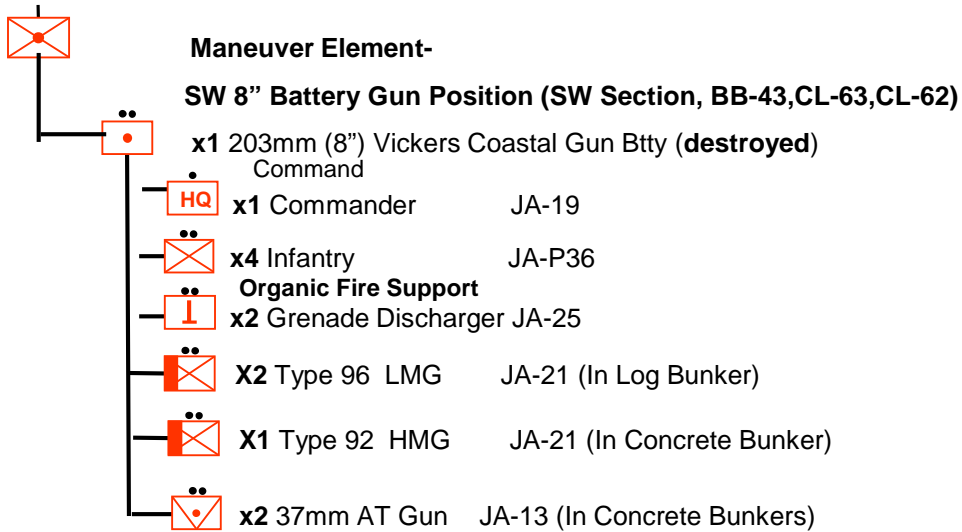 Maneuver Element-
SW 8” Battery Gun Position (SW Section, BB-43,CL-63,CL-62)
x1 203mm (8”) Vickers Coastal Gun Btty (destroyed)
Command
HQ x1 Commander JA-19
x4 Infantry JA-P36
Organic Fire Support
x2 Grenade Discharger JA-25
X2 Type 96 LMG JA-21 (In Log Bunker)
X1 Type 92 HMG JA-21 (In Concrete Bunker)
x2 37mm AT Gun JA-13 (In Concrete Bunkers)